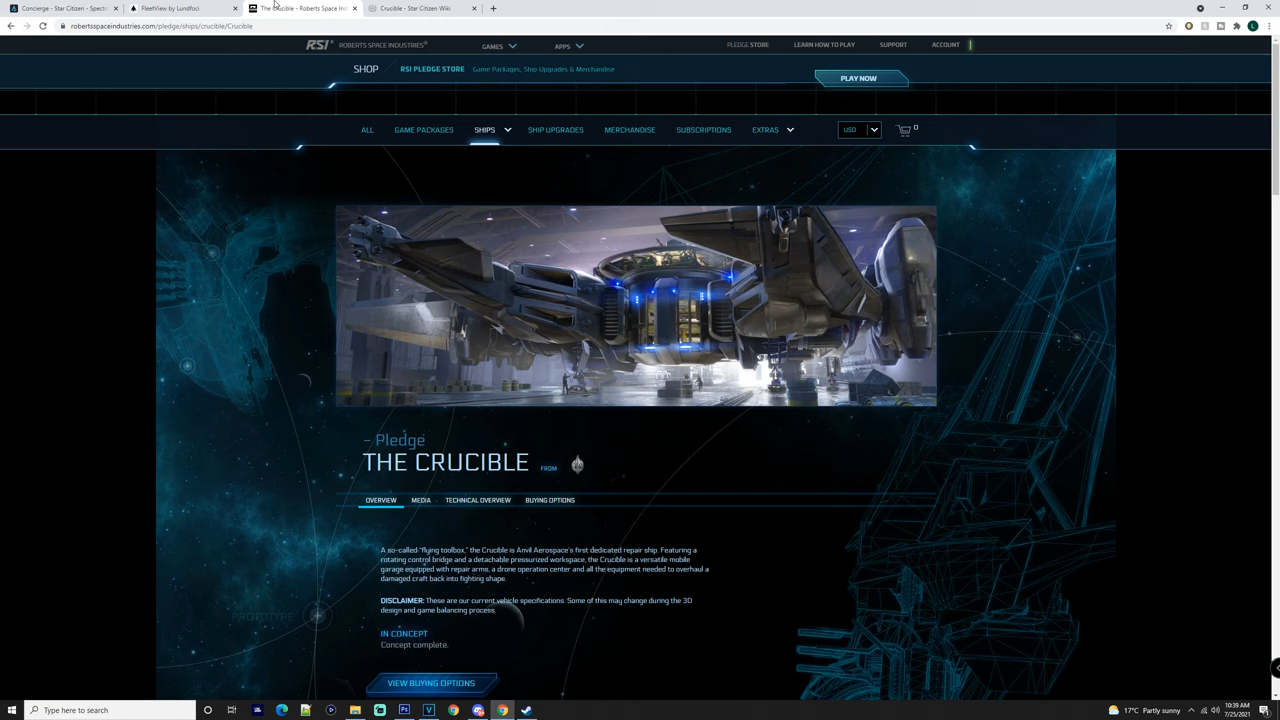 Concierge - Star Citizen - Spectr
FleetView by Lundfoci
The Crucible - Roberts Space Ind
Crucible - Star Citizen Wiki
robertsspaceindustries.com/pledge/ships/crucible/Crucible
RSI ROBERTS SPACE INDUSTRIES®
GAMES
APPS
PLEDGE STORE
LEARN HOW TO PLAY
SUPPORT
ACCOUNT
SHOP
RSI PLEDGE STORE
Game Packages, Ship Upgrades & Merchandise
PLAY NOW
ALL
GAME PACKAGES
SHIPS
SHIP UPGRADES
MERCHANDISE
SUBSCRIPTIONS
EXTRAS
USD
0
- Pledge
THE CRUCIBLE
FROM
OVERVIEW
MEDIA
TECHNICAL OVERVIEW
BUYING OPTIONS
A so-called "flying toolbox," the Crucible is Anvil Aerospace's first dedicated repair ship. Featuring a
rotating control bridge and a detachable pressurized workspace, the Crucible is a versatile mobile
garage equipped with repair arms, a drone operation center and all the equipment needed to overhaul a
damaged craft back into fighting shape.
DISCLAIMER: These are our current vehicle specifications. Some of this may change during the 3D
design and game balancing process.
PROTOTYPE
IN CONCEPT
Concept complete.
VIEW BUYING OPTIONS
Type here to search
17°C Partly sunny
10:39 AM
7/25/2021